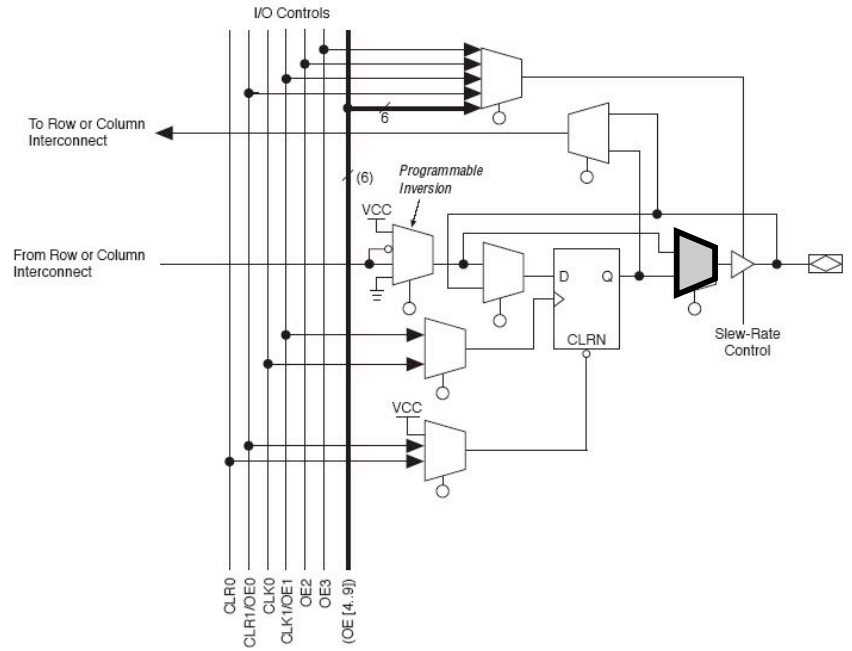 I/O Controls
To Row or Column
Interconnect
6
(6)
Programmable
Inversion
VCC
From Row or Column
Interconnect
D Q
CLRN
Slew-Rate
Control
VCC
CLR0
CLR1/OE0
CLK0
CLK1/OE1
OE2
OE3
(OE [4..9])